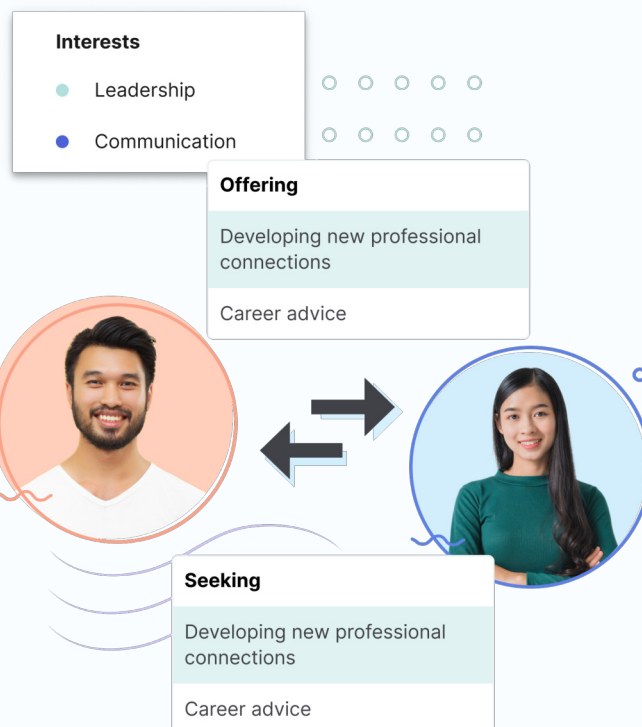 Interests
Leadership
Communication
Offering
Developing new professional
connections
Career advice
Seeking
Developing new professional
connections
Career advice